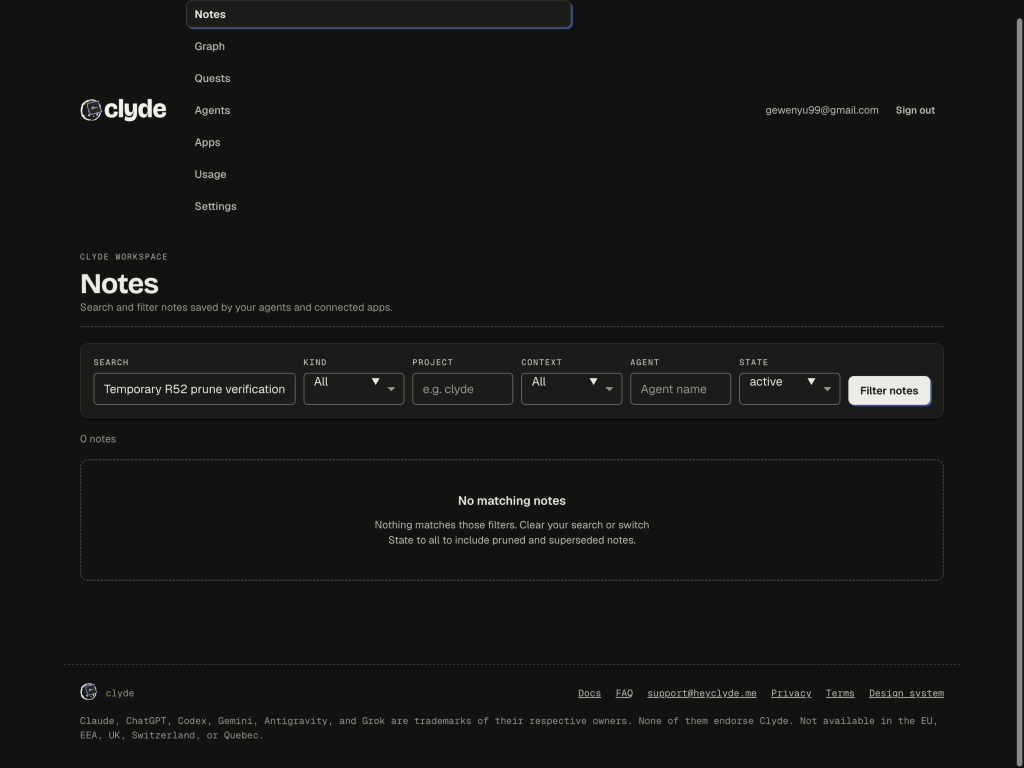 Notes
Graph
Quests
clyde
Agents
gewenyu99@gmail.com
Sign out
Apps
Usage
Settings
CLYDE WORKSPACE
Notes
Search and filter notes saved by your agents and connected apps.
SEARCH
KIND
PROJECT
CONTEXT
AGENT
STATE
Temporary R52 prune verification
All ▼
e.g. clyde
All ▼
Agent name
active ▼
Filter notes
0 notes
No matching notes
Nothing matches those filters. Clear your search or switch
State to all to include pruned and superseded notes.
clyde
Docs
FAQ
support@heyclyde.me
Privacy
Terms
Design system
Claude, ChatGPT, Codex, Gemini, Antigravity, and Grok are trademarks of their respective owners. None of them endorse Clyde. Not available in the EU,
EEA, UK, Switzerland, or Quebec.